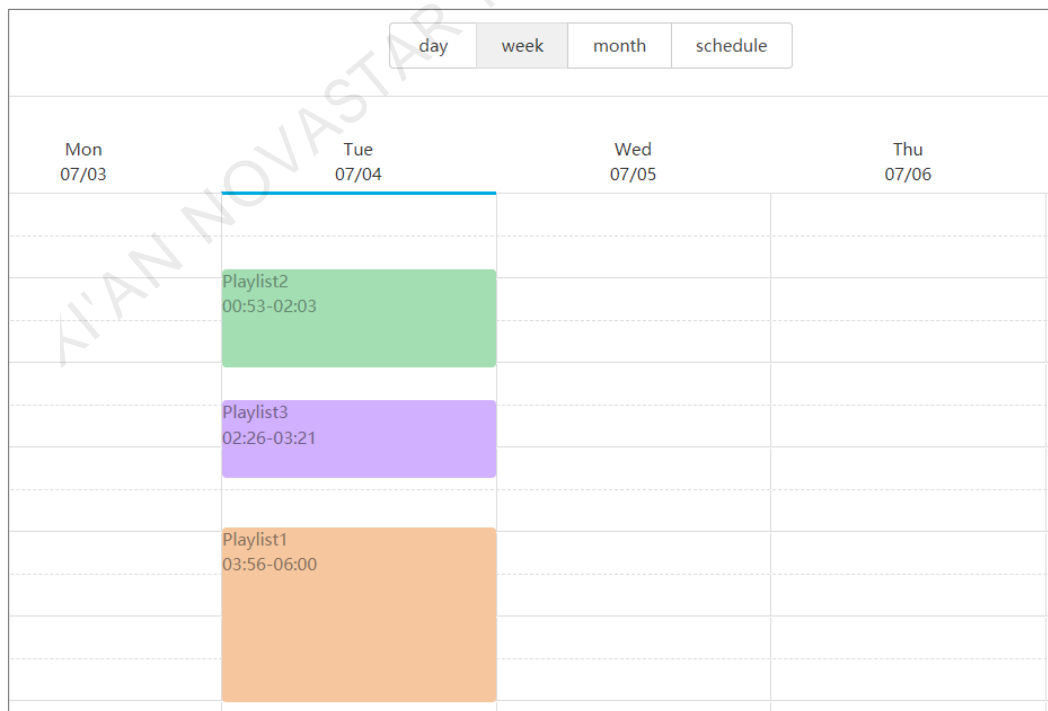 day week month schedule
Mon Tue Wed Thu
07/03 07/04 07/05 07/06
Playlist2
00:53-02:03
Playlist3
02:26-03:21
Playlist1
03:56-06:00
XI'AN NOVASTAR